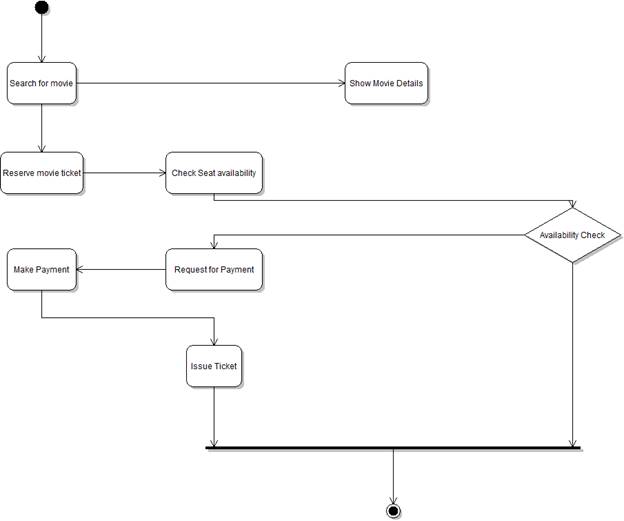 Search for movie
Show Movie Details
Reserve movie ticket
Check Seat availability
Availability Check
Make Payment
Request for Payment
Issue Ticket